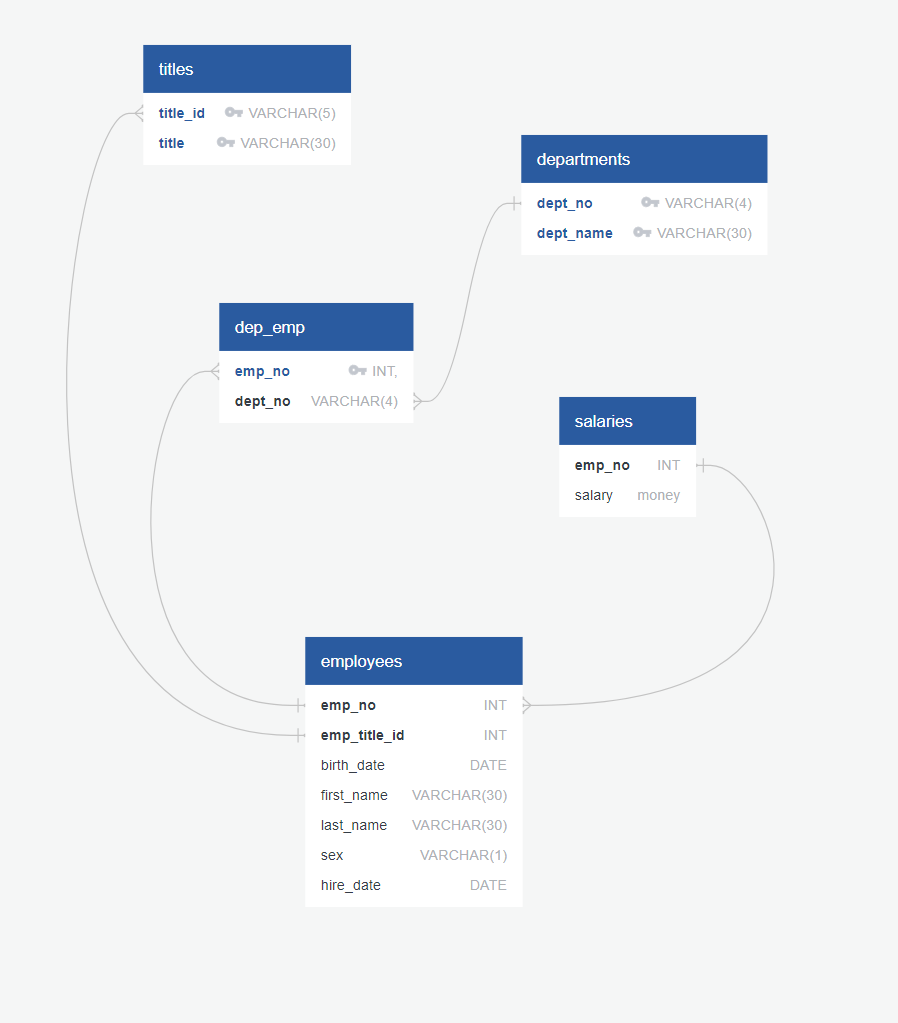 titles
title_id VARCHAR(5)
title VARCHAR(30)
departments
dept_no VARCHAR(4)
dept_name VARCHAR(30)
dep_emp
emp_no INT,
dept_no VARCHAR(4)
salaries
emp_no INT
salary money
employees
emp_no INT
emp_title_id INT
birth_date DATE
first_name VARCHAR(30)
last_name VARCHAR(30)
sex VARCHAR(1)
hire_date DATE